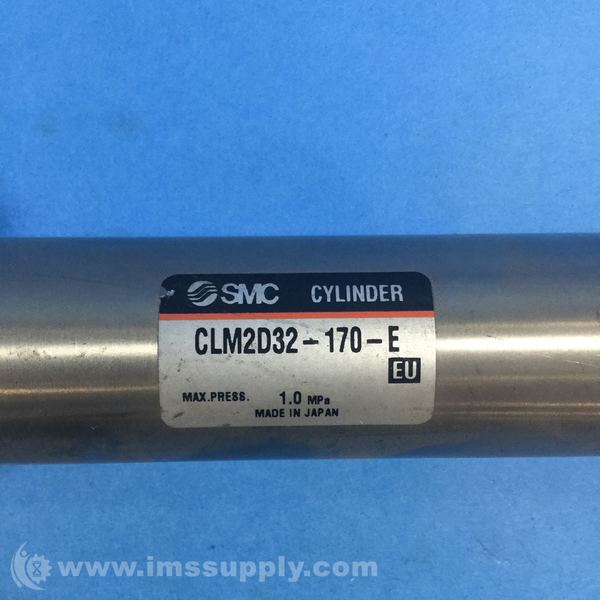 SMC CYLINDER
CLM2D32-170-E
EU
MAX.PRESS. 1.0 MPa
MADE IN JAPAN
www.imssupply.com